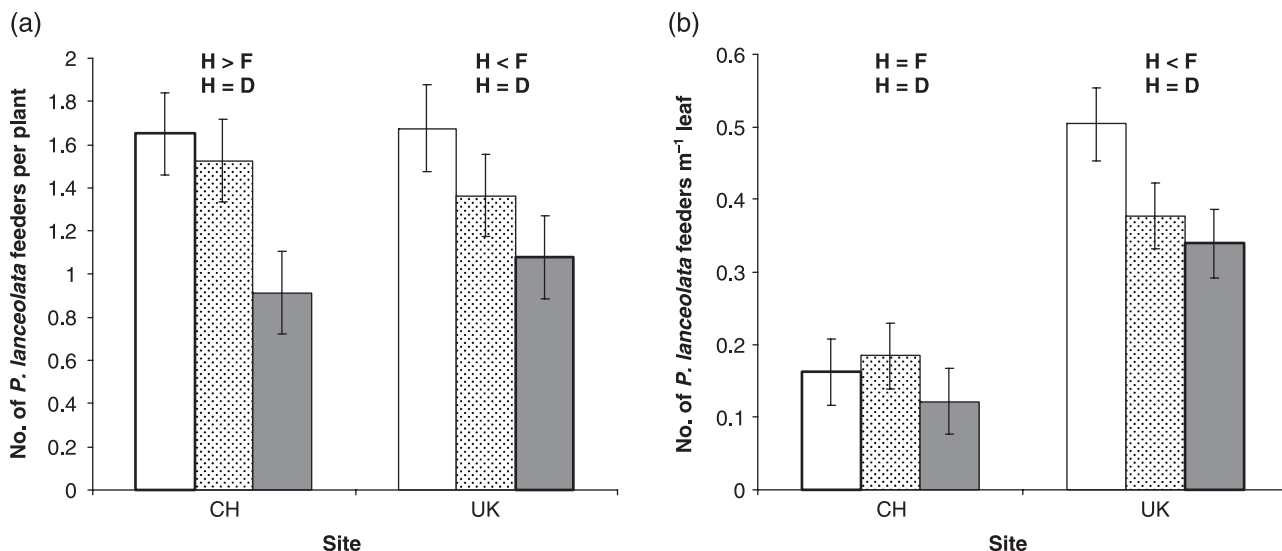 (a)
No. of P. lanceolata feeders per plant
2
1.8
1.6
1.4
1.2
1
0.8
0.6
0.4
0.2
0
H > F
H = D
H < F
H = D
CH
UK
Site
(b)
No. of P. lanceolata feeders m⁻¹ leaf
0.6
0.5
0.4
0.3
0.2
0.1
0
H = F
H = D
H < F
H = D
CH
UK
Site